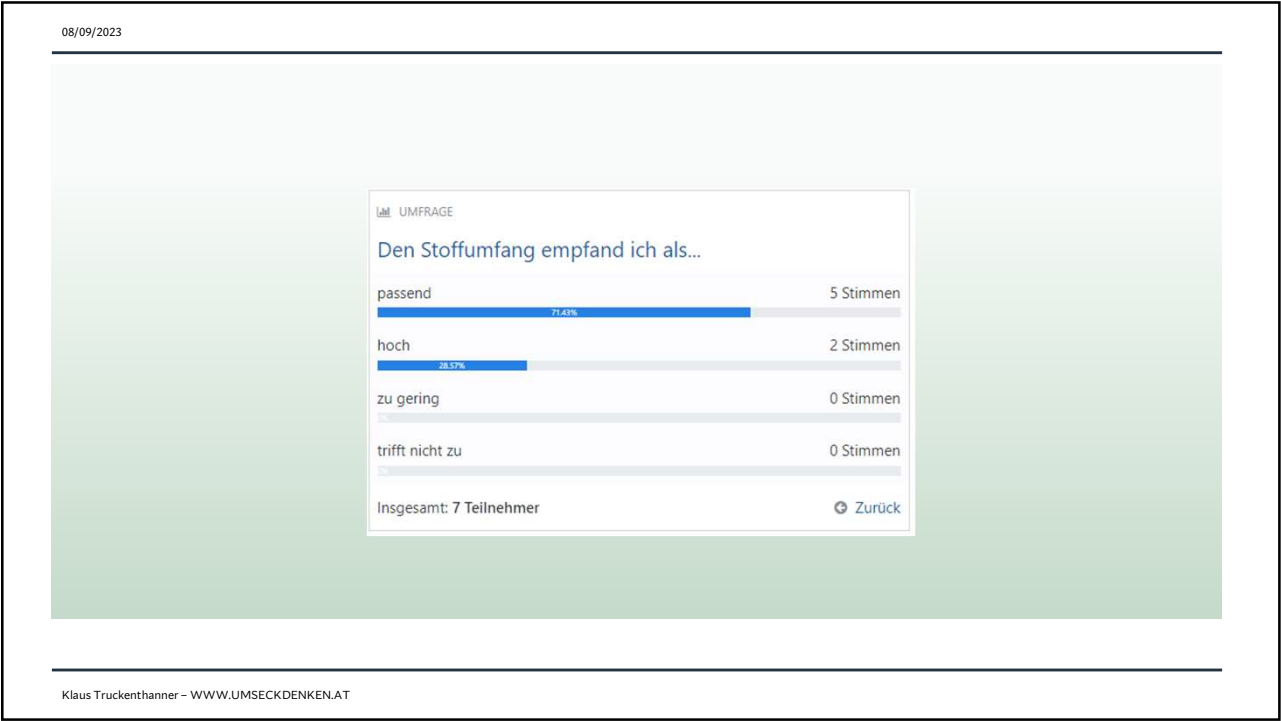 08/09/2023
UMFRAGE
Den Stoffumfang empfand ich als...
passend 5 Stimmen
71.43%
hoch 2 Stimmen
28.57%
zu gering 0 Stimmen
trifft nicht zu 0 Stimmen
Insgesamt: 7 Teilnehmer Zurück
Klaus Truckenthanner – WWW.UMSECKDENKEN.AT